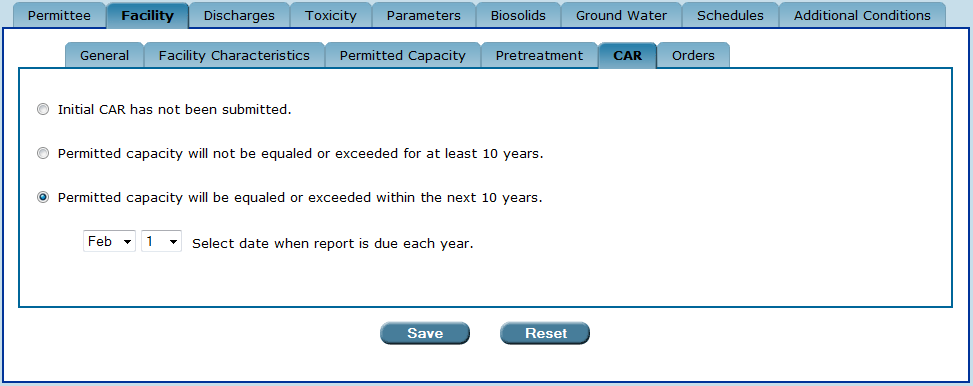 Permittee Facility Discharges Toxicity Parameters Biosolids Ground Water Schedules Additional Conditions
General Facility Characteristics Permitted Capacity Pretreatment CAR Orders
Initial CAR has not been submitted.
Permitted capacity will not be equaled or exceeded for at least 10 years.
Permitted capacity will be equaled or exceeded within the next 10 years.
Feb 1 Select date when report is due each year.
Save Reset